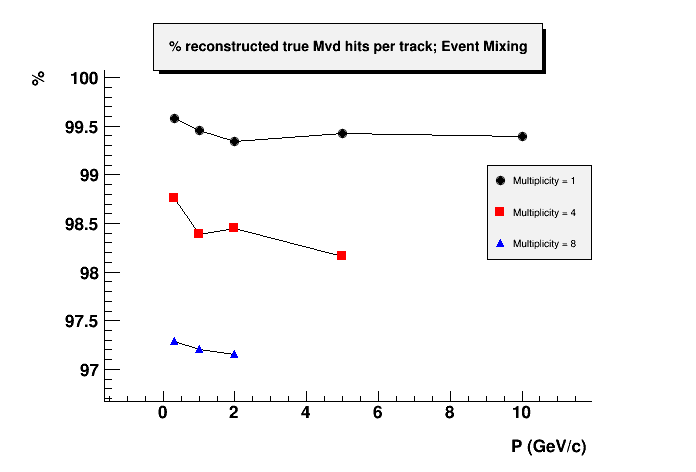 % reconstructed true Mvd hits per track; Event Mixing
%
100
99.5
99
98.5
98
97.5
97
Multiplicity = 1
Multiplicity = 4
Multiplicity = 8
0 2 4 6 8 10
P (GeV/c)